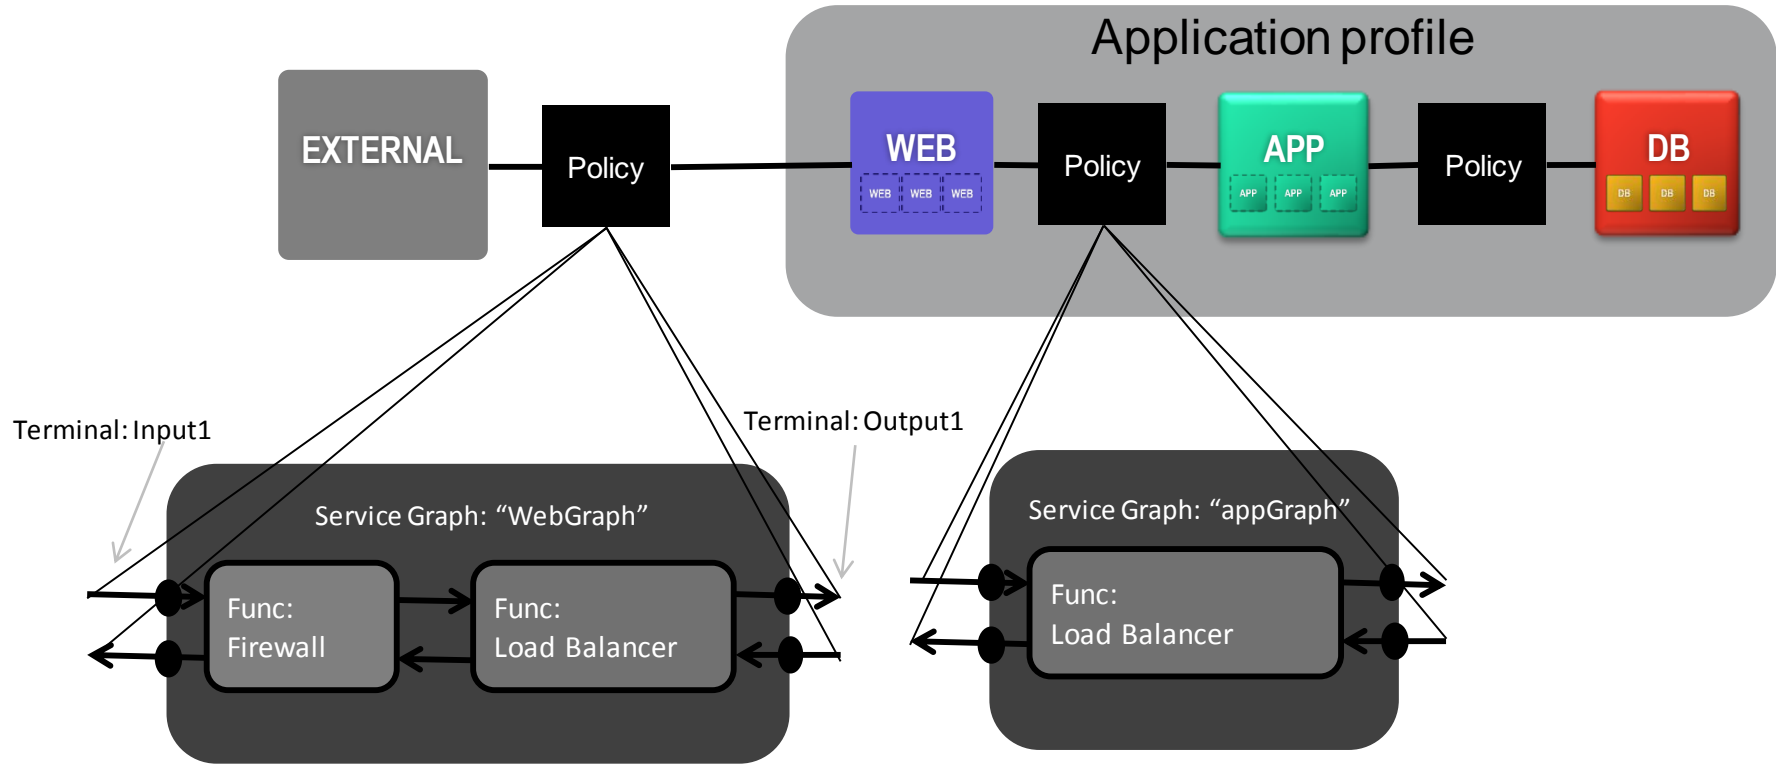 Application profile
EXTERNAL
Policy
WEB
WEB WEB WEB
Policy
APP
APP APP APP
Policy
DB
DB DB DB
Terminal: Input1
Terminal: Output1
Service Graph: “WebGraph”
Func:
Firewall
Func:
Load Balancer
Service Graph: “appGraph”
Func:
Load Balancer